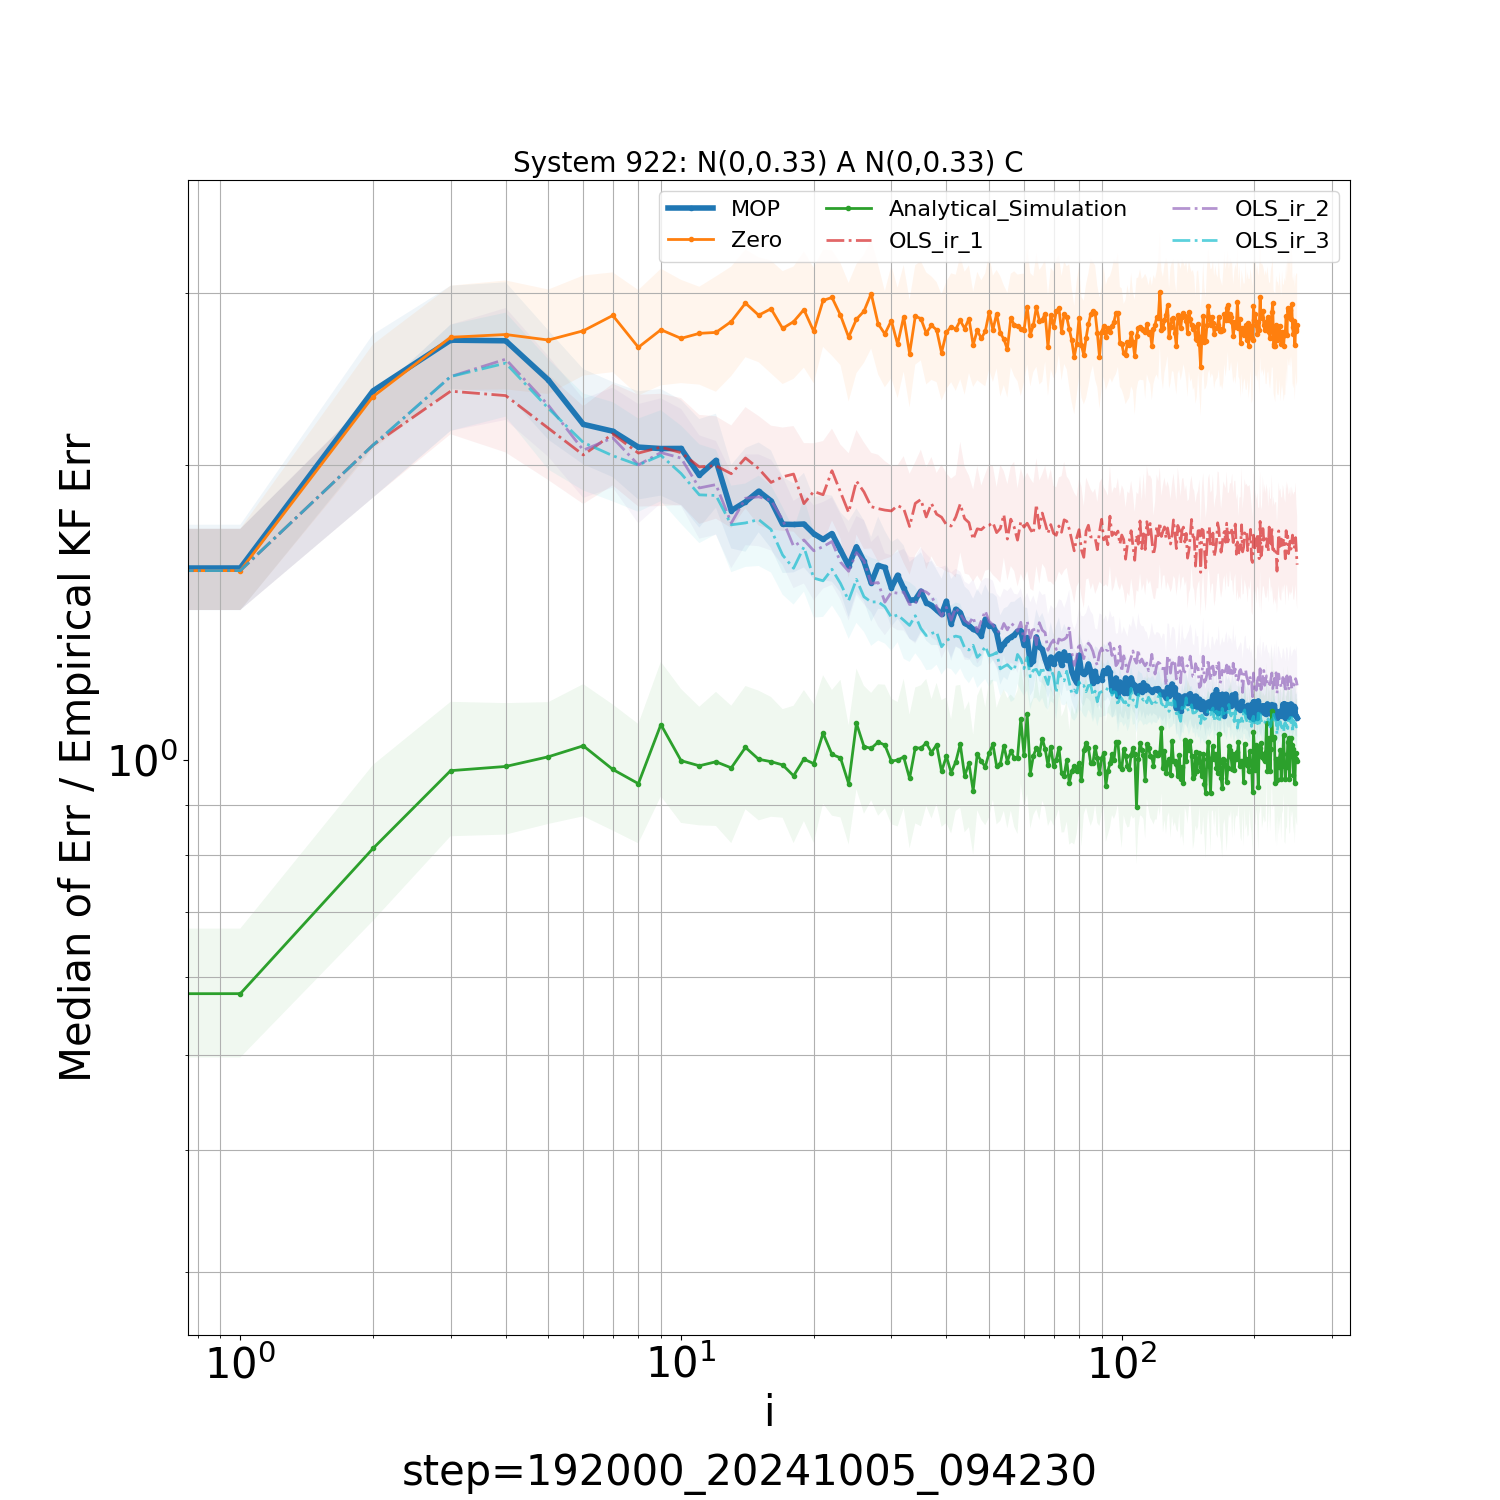 System 922: N(0,0.33) A N(0,0.33) C
MOP
Zero
Analytical_Simulation
OLS_ir_1
OLS_ir_2
OLS_ir_3
Median of Err / Empirical KF Err
10⁰
10⁰ 10¹ 10²
i
step=192000_20241005_094230